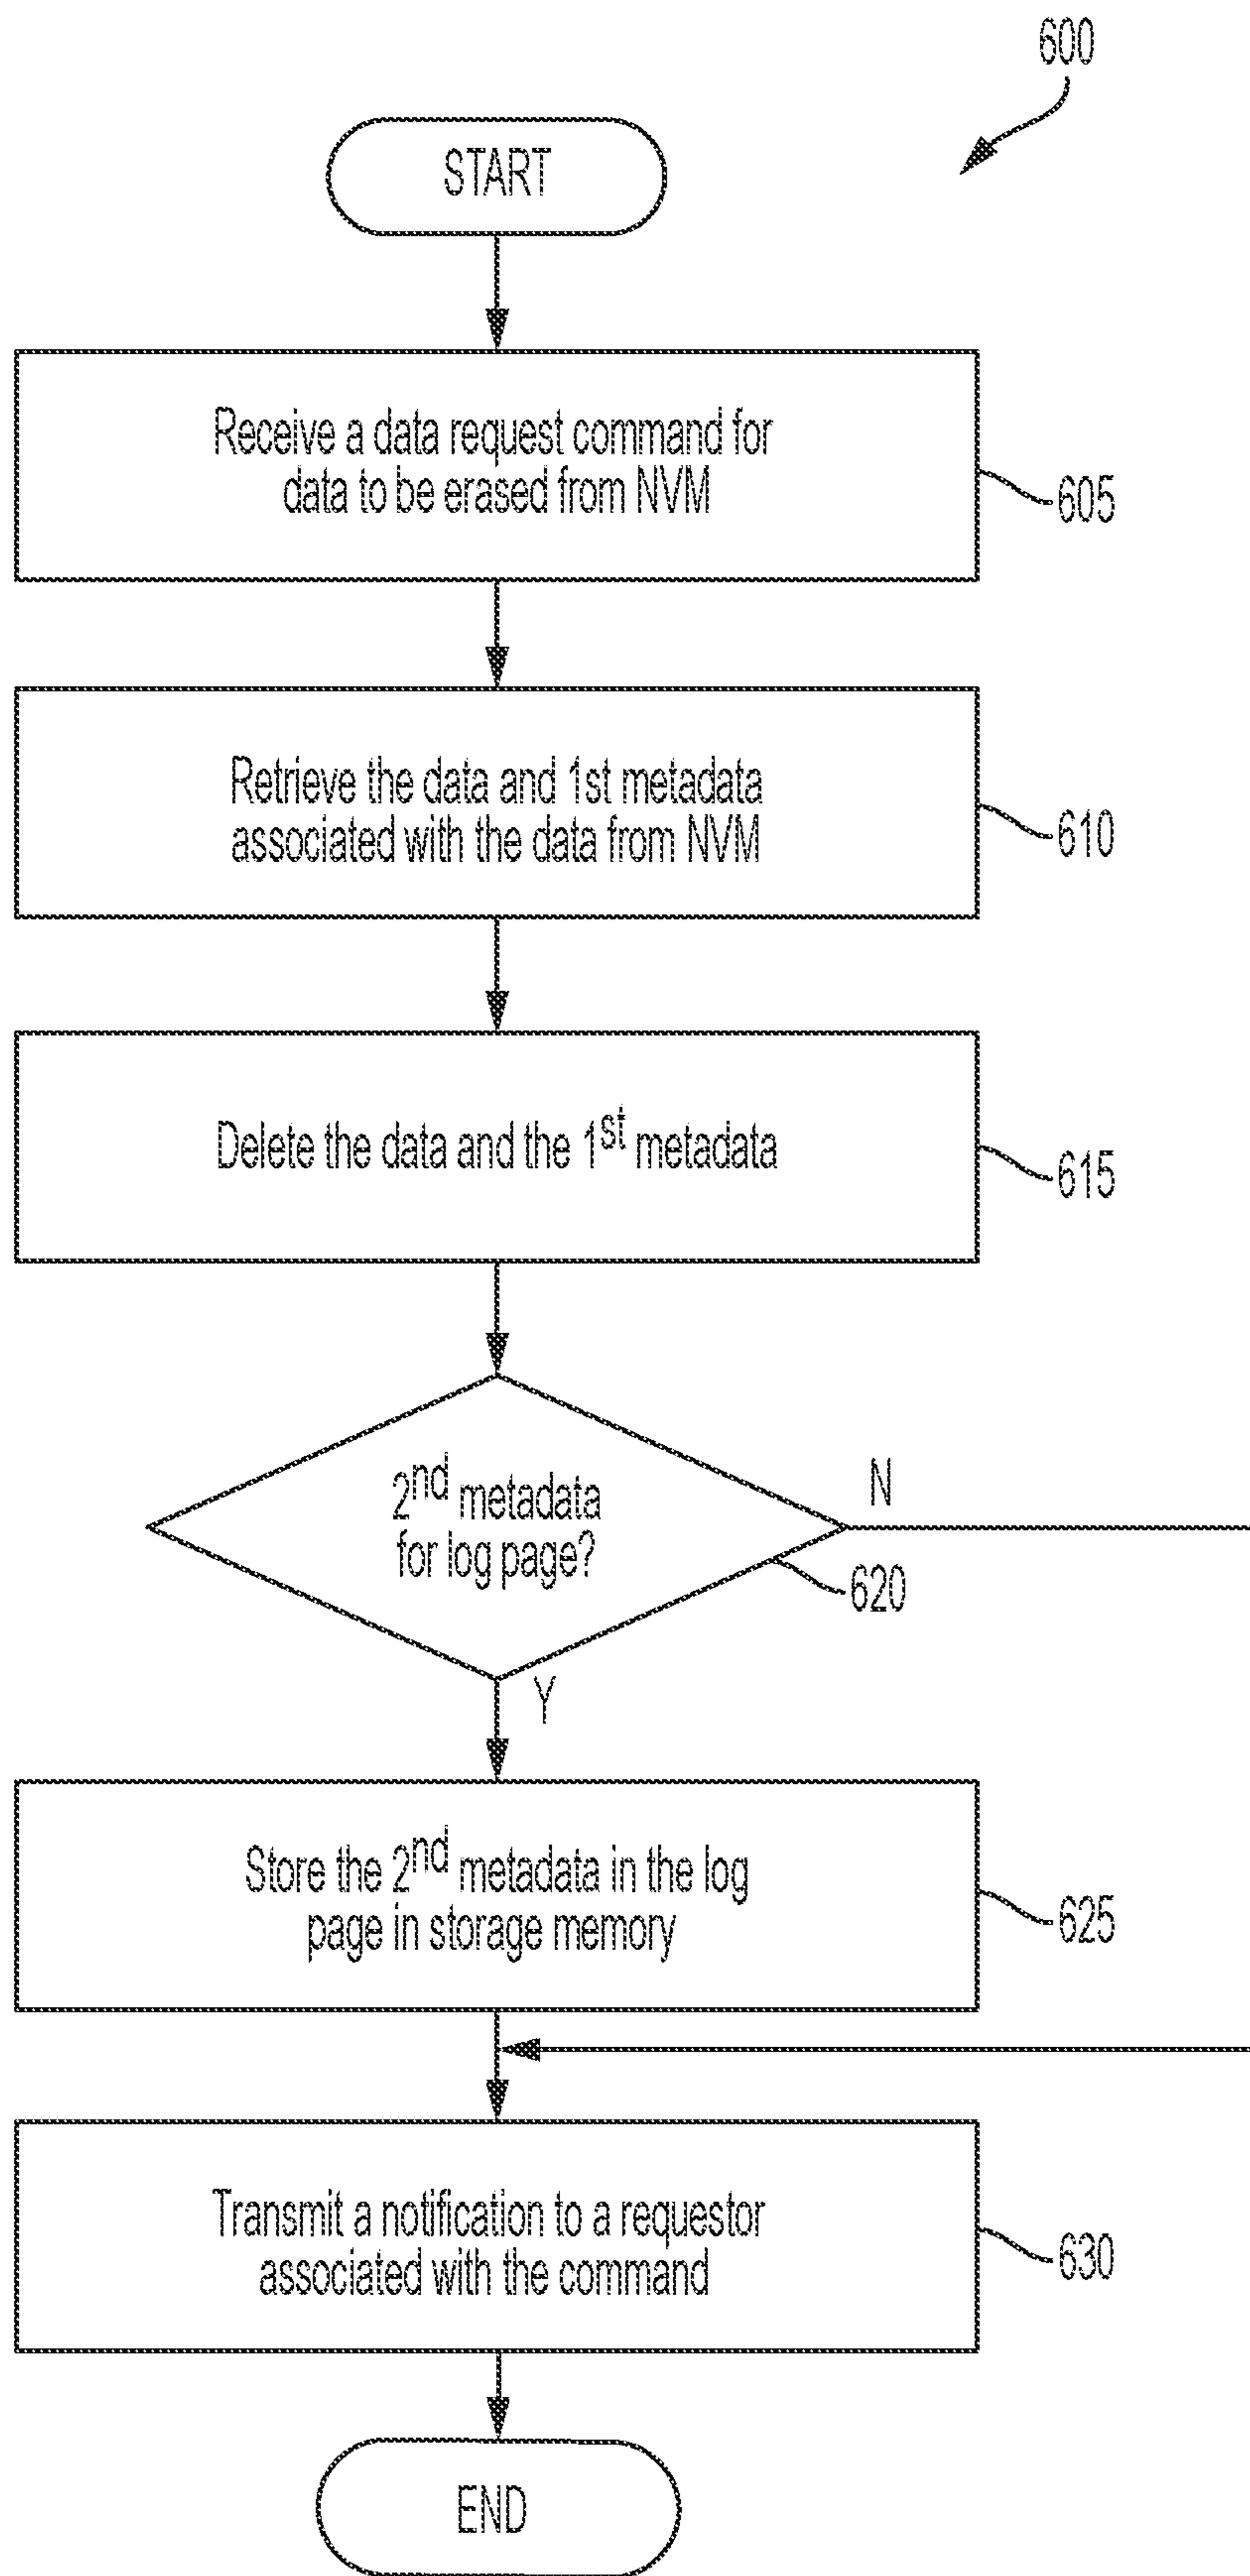 600
START
Receive a data request command for
data to be erased from NVM
605
Retrieve the data and 1st metadata
associated with the data from NVM
610
Delete the data and the 1st metadata
615
2nd metadata
for log page?
N
620
Y
Store the 2nd metadata in the log
page in storage memory
625
Transmit a notification to a requestor
associated with the command
630
END